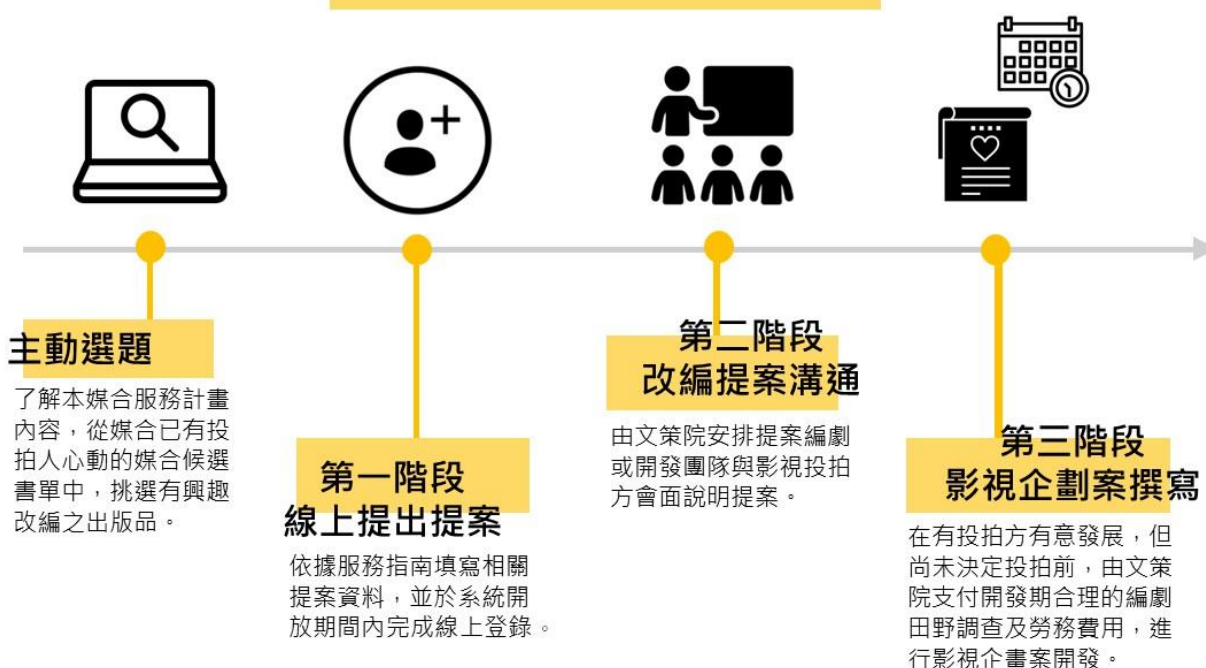 主動選題
了解本媒合服務計畫
內容，從媒合已有投
拍人心動的媒合候選
書單中，挑選有興趣
改編之出版品。
第一階段
線上提出提案
依據服務指南填寫相關
提案資料，並於系統開
放期間內完成線上登錄。
第二階段
改編提案溝通
由文策院安排提案編劇
或開發團隊與影視投拍
方會面說明提案。
第三階段
影視企劃案撰寫
在有投拍方有意發展，但
尚未決定投拍前，由文策
院支付開發期合理的編劇
田野調查及勞務費用，進
行影視企畫案開發。